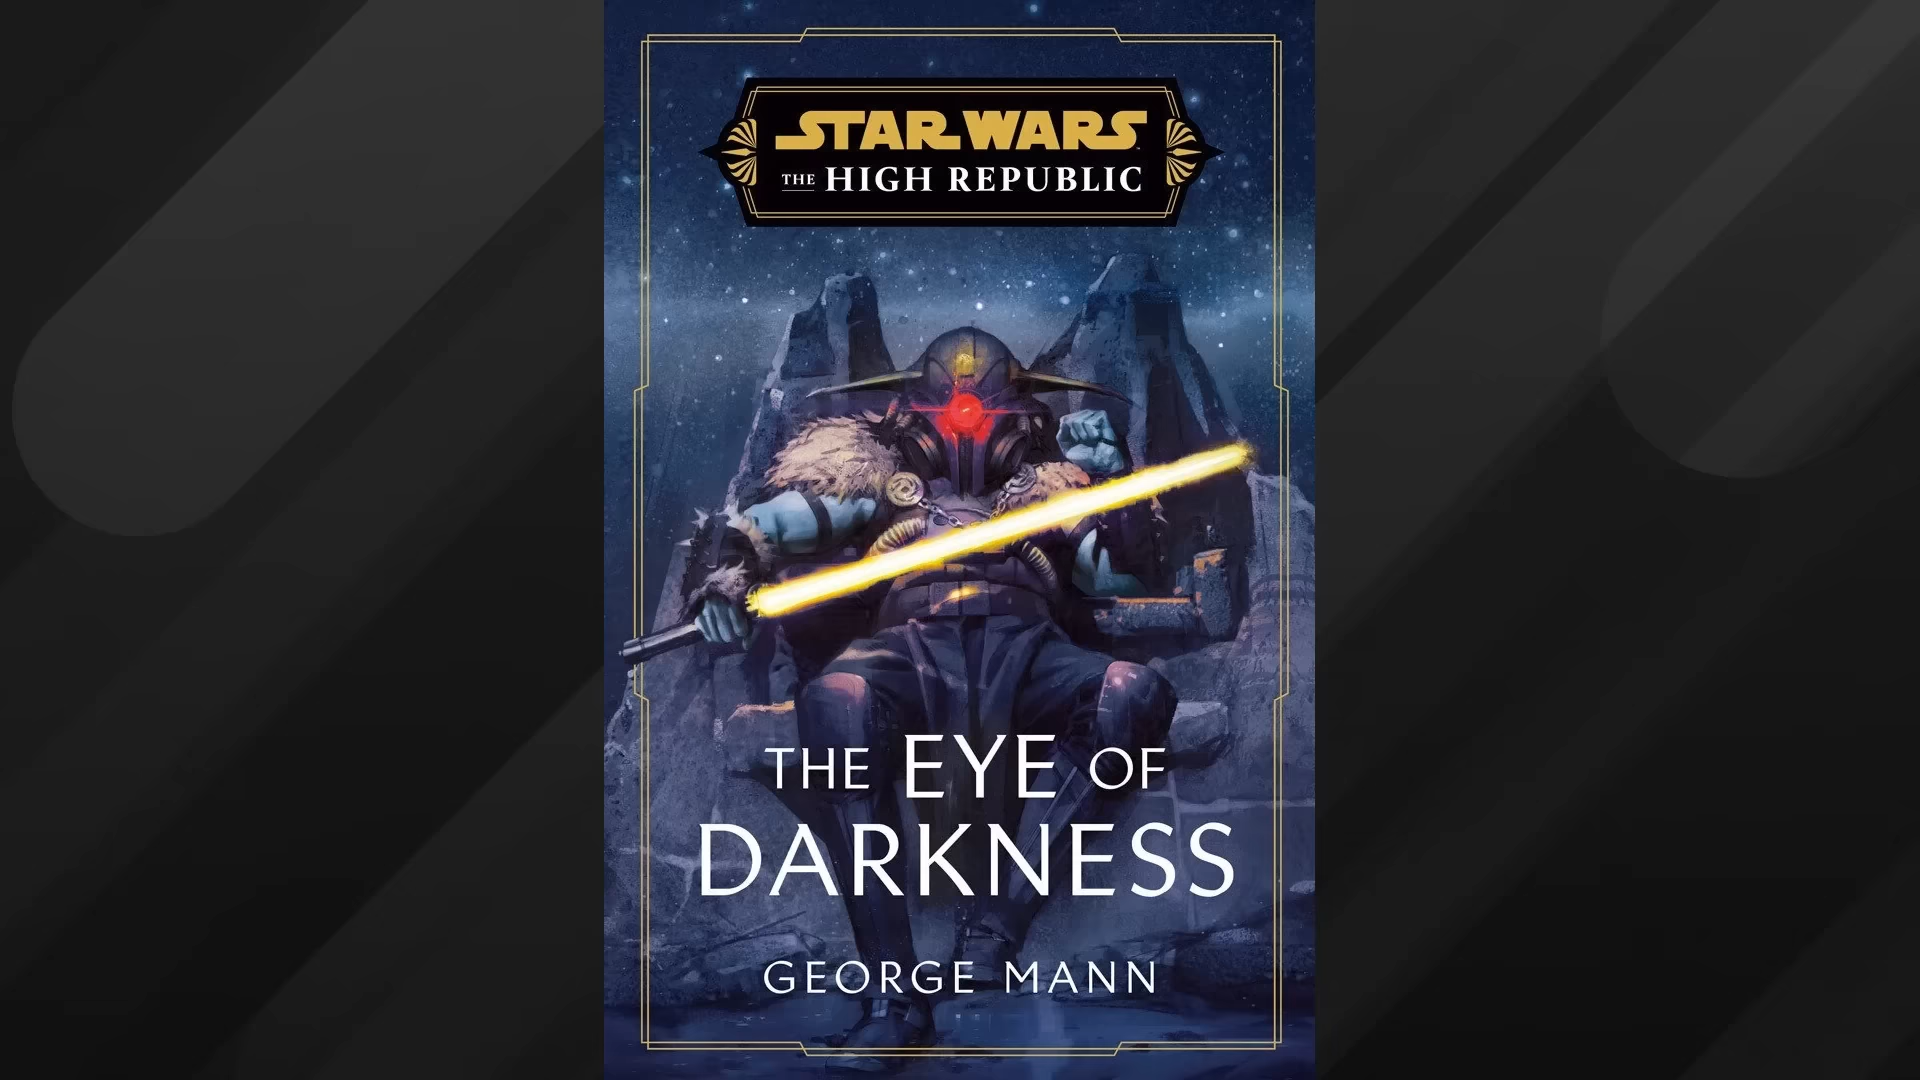 STAR WARS
THE HIGH REPUBLIC
THE EYE OF
DARKNESS
GEORGE MANN